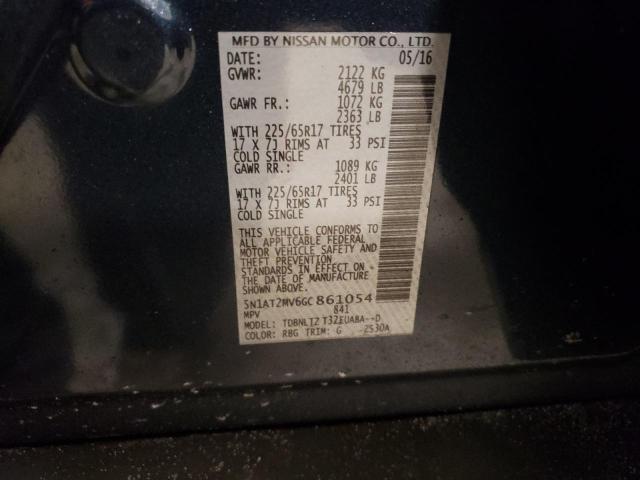 MFD BY NISSAN MOTOR CO., LTD.
DATE: 05/16
GVWR: 2122 KG
4679 LB
GAWR FR.: 1072 KG
2363 LB
WITH 225/65R17 TIRES
17 X 7J RIMS AT 33 PSI
COLD SINGLE
GAWR RR.: 1089 KG
2401 LB
WITH 225/65R17 TIRES
17 X 7J RIMS AT 33 PSI
COLD SINGLE
THIS VEHICLE CONFORMS TO
ALL APPLICABLE FEDERAL
MOTOR VEHICLE SAFETY AND
THEFT PREVENTION
STANDARDS IN EFFECT ON
THE DATE OF MANUFACTURE
5N1AT2MV6GC861054
MPV 841
MODEL:
COLOR: RBG TRIM: G -2530A